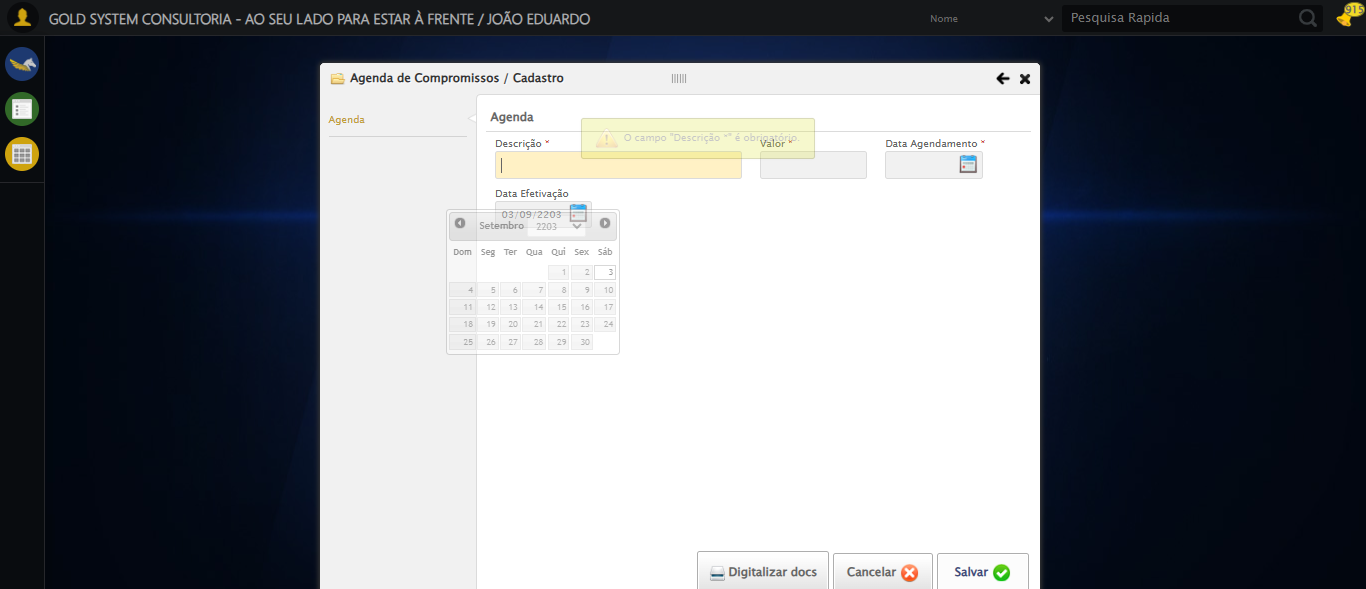 GOLD SYSTEM CONSULTORIA - AO SEU LADO PARA ESTAR À FRENTE / JOÃO EDUARDO
Nome
Pesquisa Rapida
915
Agenda de Compromissos / Cadastro
Agenda
Agenda
O campo "Descrição *" é obrigatório.
Descrição *
Valor *
Data Agendamento *
Data Efetivação
03/09/2203
Setembro 2203
Dom Seg Ter Qua Qui Sex Sáb
1 2 3
4 5 6 7 8 9 10
11 12 13 14 15 16 17
18 19 20 21 22 23 24
25 26 27 28 29 30
Digitalizar docs
Cancelar
Salvar